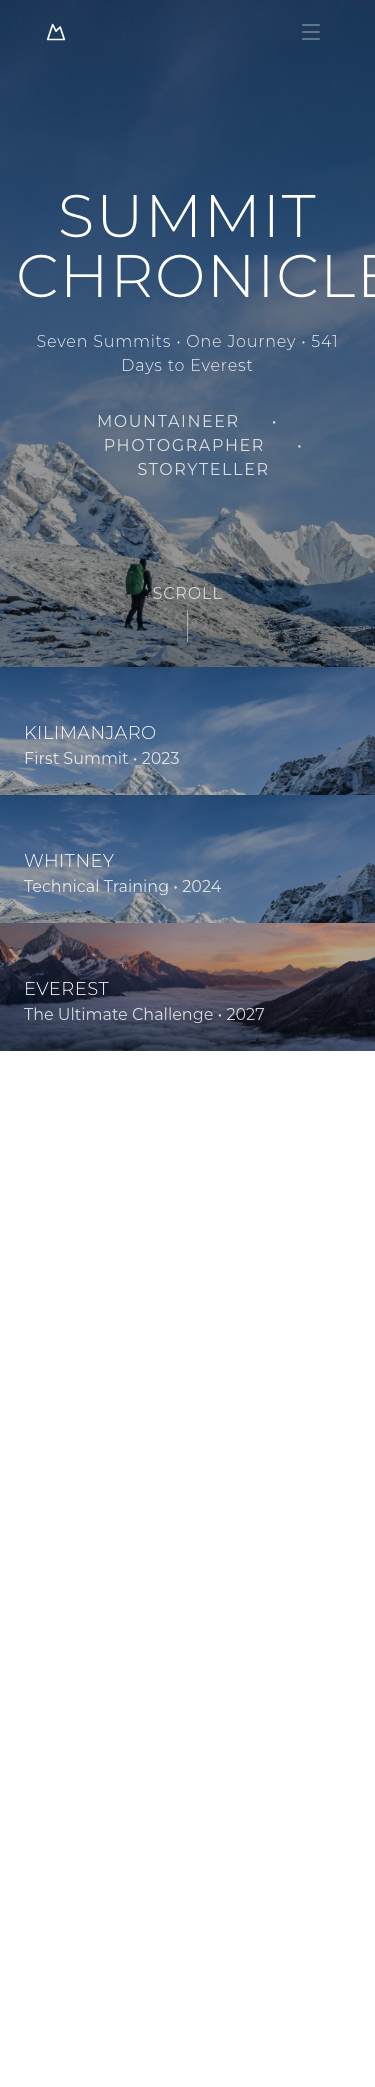 SUMMIT
CHRONICLE
Seven Summits • One Journey • 541
Days to Everest
MOUNTAINEER •
PHOTOGRAPHER •
STORYTELLER
SCROLL
KILIMANJARO
First Summit • 2023
WHITNEY
Technical Training • 2024
EVEREST
The Ultimate Challenge • 2027